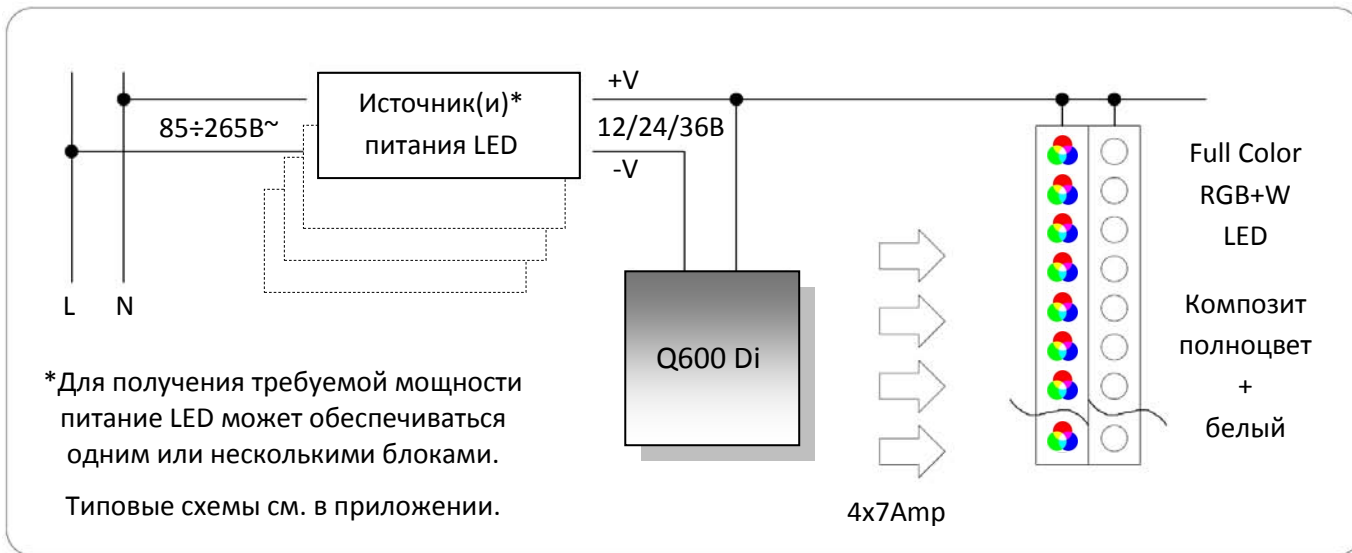 Источник(и)*
питания LED
85÷265В~
+V
12/24/36В
-V
L N
Q600 Di
Full Color
RGB+W
LED
Композит
полноцвет
+
белый
4x7Amp
*Для получения требуемой мощности
питание LED может обеспечиваться
одним или несколькими блоками.
Типовые схемы см. в приложении.